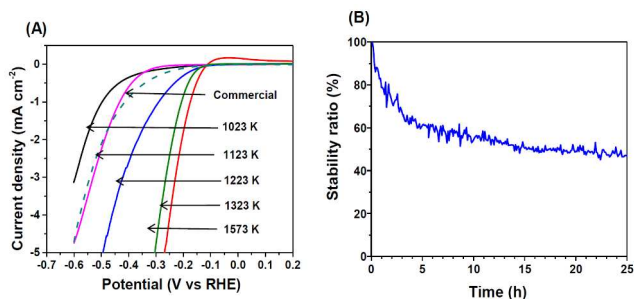 (A)
Current density (mA cm⁻²)
0
-1
-2
-3
-4
-5
Commercial
1023 K
1123 K
1223 K
1323 K
1573 K
-0.7 -0.6 -0.5 -0.4 -0.3 -0.2 -0.1 0.0 0.1 0.2
Potential (V vs RHE)
(B)
Stability ratio (%)
100
80
60
40
20
0
0 5 10 15 20 25
Time (h)